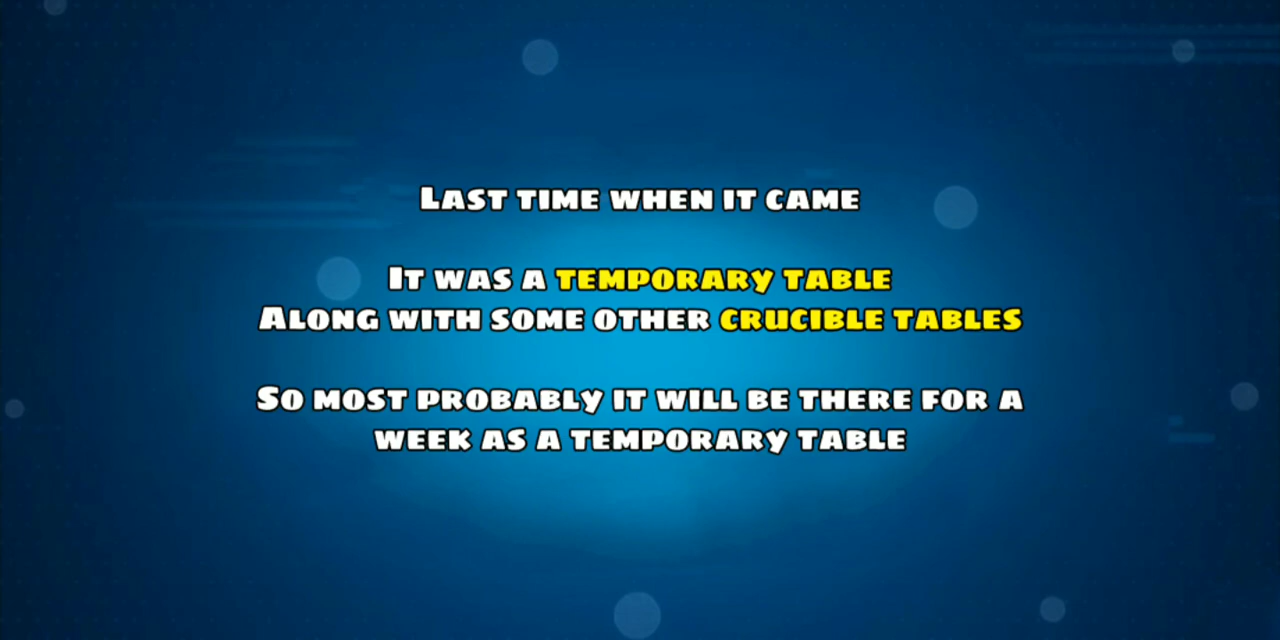 Last time when it came
It was a temporary table
Along with some other crucible tables
So most probably it will be there for a
week as a temporary table